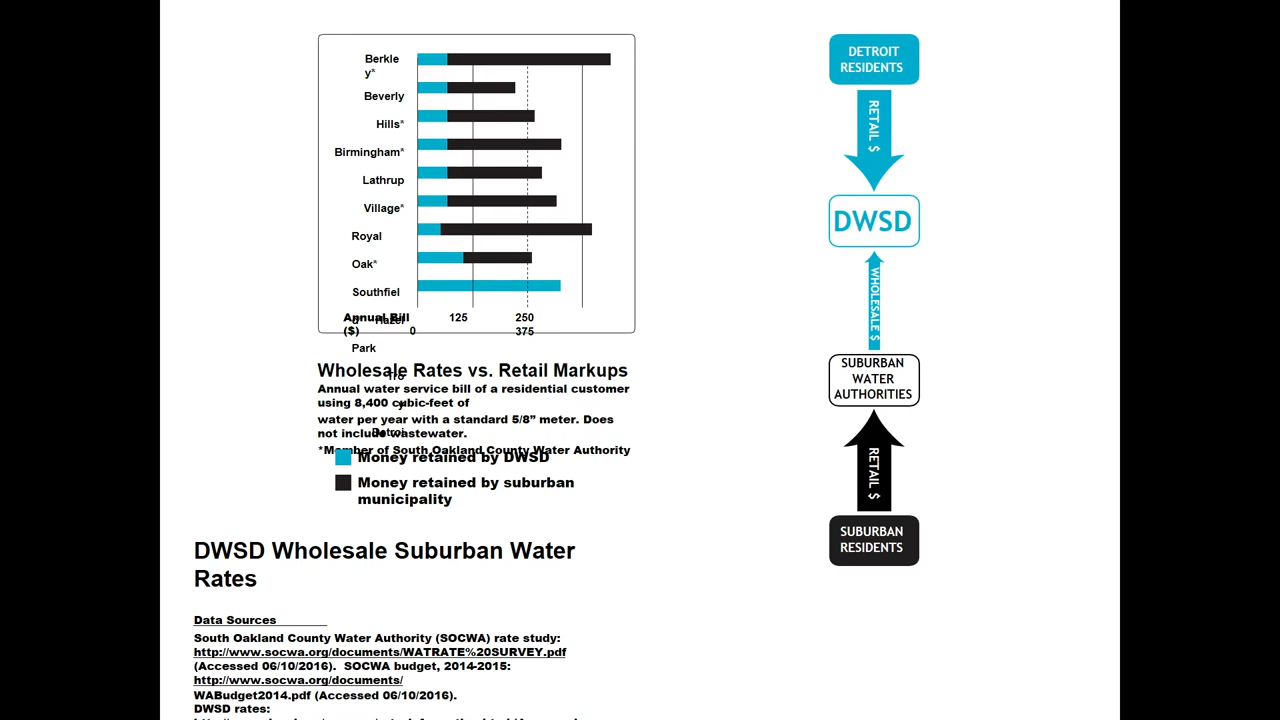 Berkle
y*
Beverly
Hills*
Birmingham*
Lathrup
Village*
Royal
Oak*
Southfiel
d* Hazel
Park
Tro
y
Detroi
Annual Bill
($)
0
125
250
375
Wholesale Rates vs. Retail Markups
Annual water service bill of a residential customer
using 8,400 cubic-feet of
water per year with a standard 5/8” meter. Does
not include wastewater.
*Member of South Oakland County Water Authority
Money retained by DWSD
Money retained by suburban
municipality
DWSD Wholesale Suburban Water
Rates
Data Sources
South Oakland County Water Authority (SOCWA) rate study:
http://www.socwa.org/documents/WATRATE%20SURVEY.pdf
(Accessed 06/10/2016). SOCWA budget, 2014-2015:
http://www.socwa.org/documents/
WABudget2014.pdf (Accessed 06/10/2016).
DWSD rates:
DETROIT
RESIDENTS
RETAIL $
DWSD
WHOLESALE $
SUBURBAN
WATER
AUTHORITIES
RETAIL $
SUBURBAN
RESIDENTS